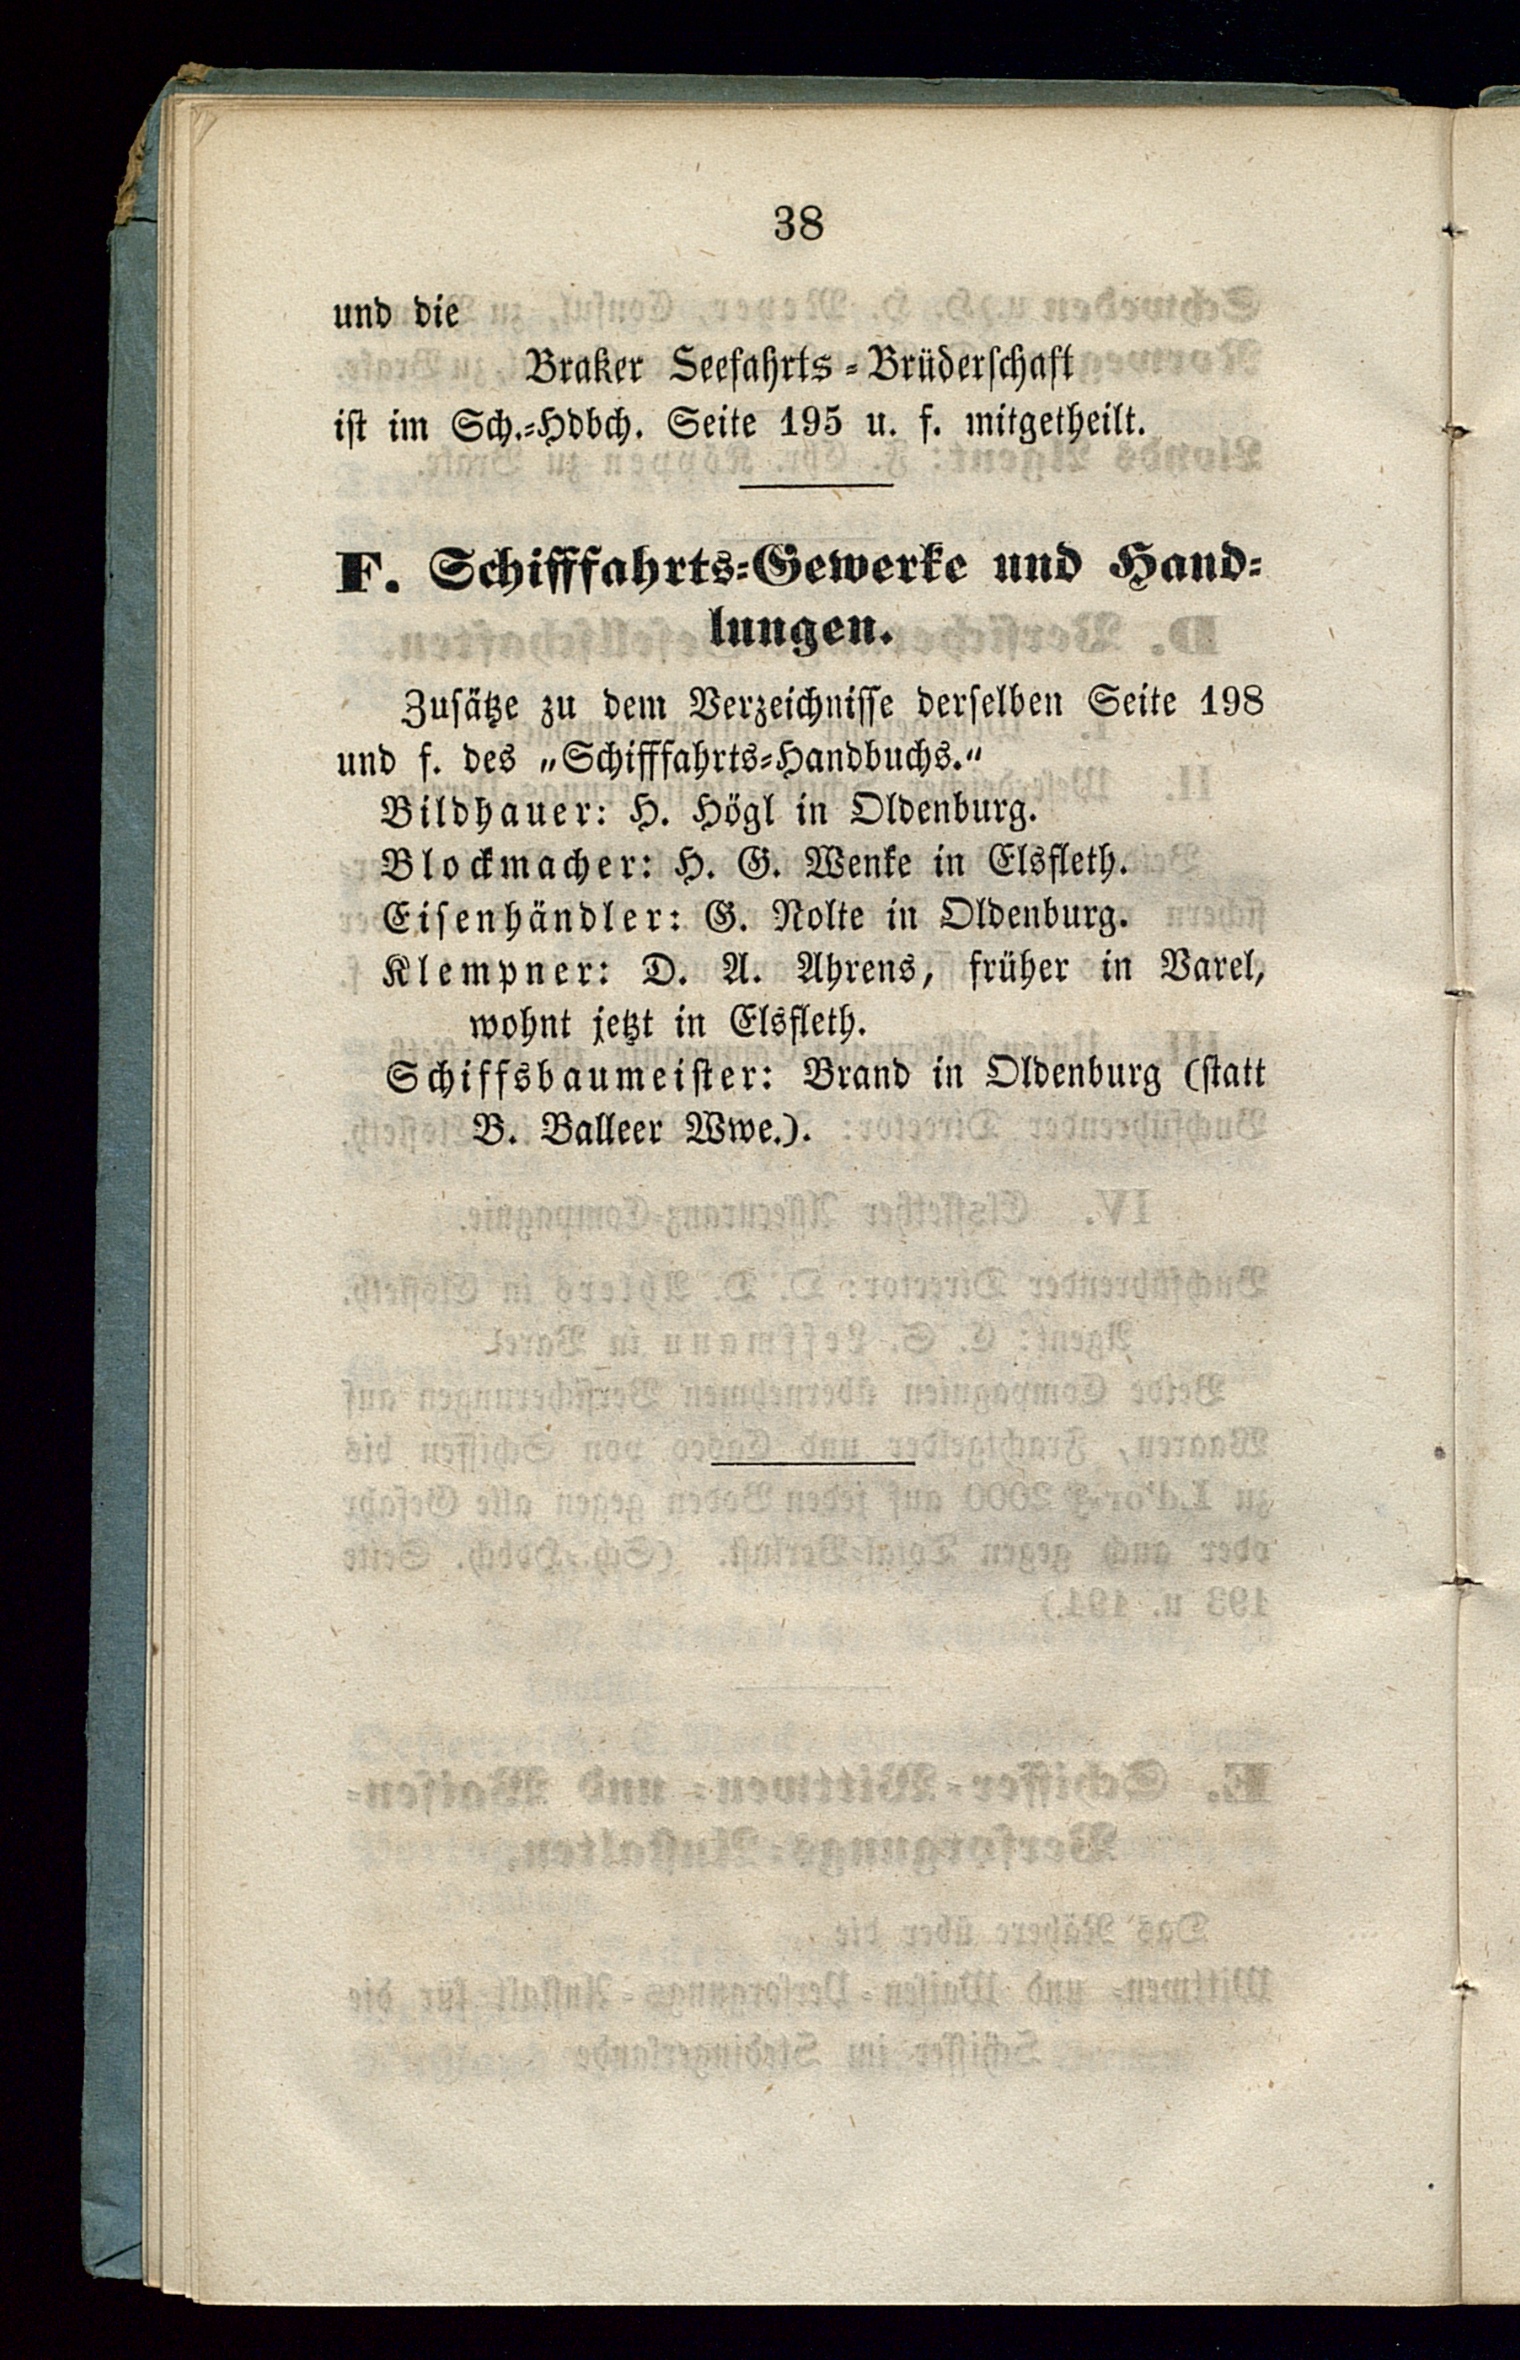 38
und die
Braker Seefahrts-Brüderschaft
ist im Sch.-Hdbch. Seite 195 u. f. mitgetheilt.
F. Schifffahrts-Gewerke und Hand-
lungen.
Zusätze zu dem Verzeichnisse derselben Seite 198
und f. des „Schifffahrts-Handbuchs.“
Bildhauer: H. Högl in Oldenburg.
Blockmacher: H. G. Wenke in Elsfleth.
Eisenhändler: G. Nolte in Oldenburg.
Klempner: D. A. Ahrens, früher in Varel,
wohnt jetzt in Elsfleth.
Schiffsbaumeister: Brand in Oldenburg (statt
B. Balleer Wwe.).